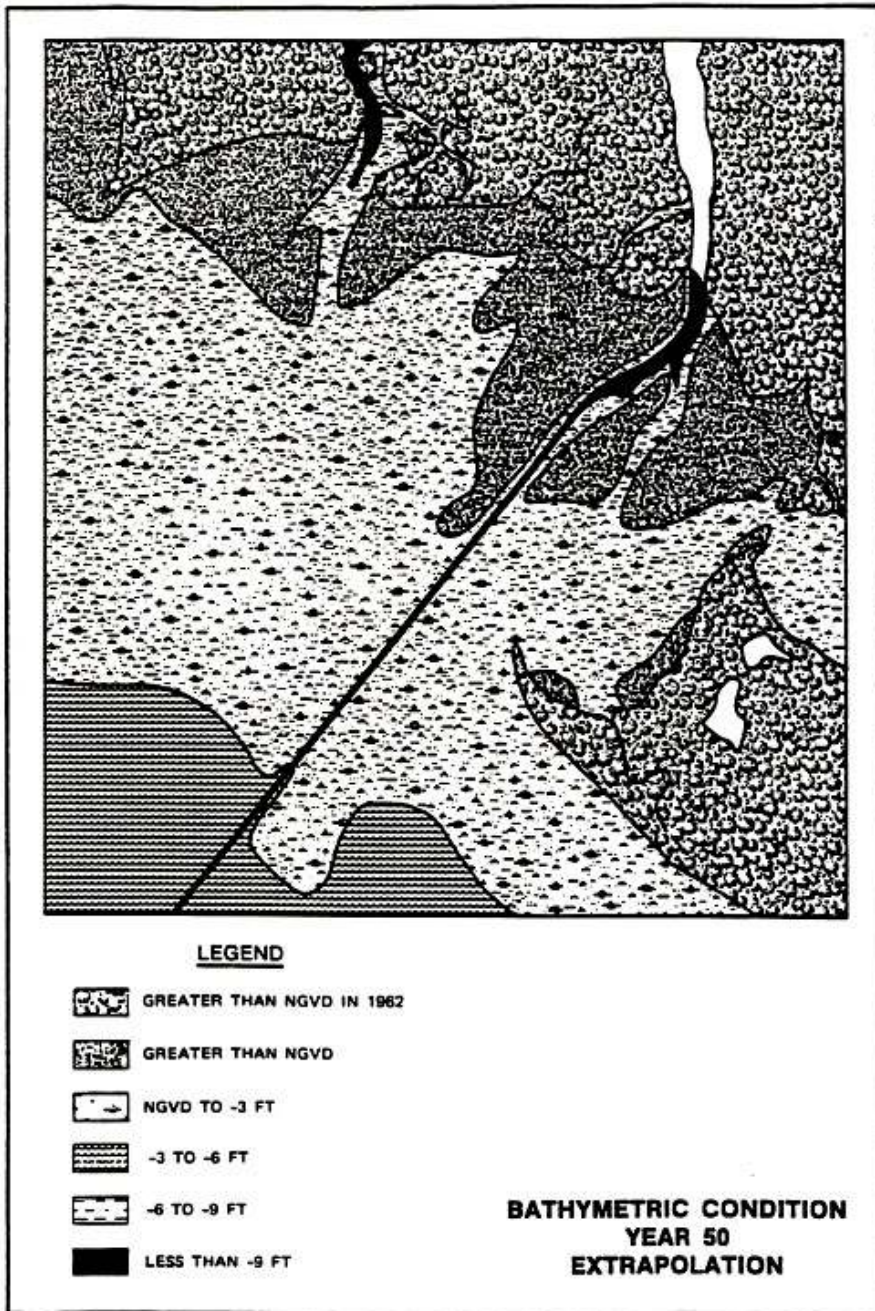 LEGEND
GREATER THAN NGVD IN 1962
GREATER THAN NGVD
NGVD TO -3 FT
-3 TO -6 FT
-6 TO -9 FT
LESS THAN -9 FT
BATHYMETRIC CONDITION
YEAR 50
EXTRAPOLATION